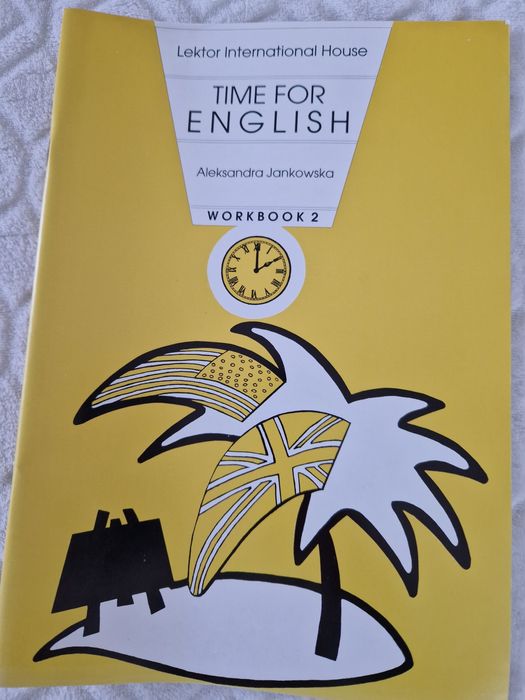 Lektor International House
TIME FOR
ENGLISH
Aleksandra Jankowska
WORKBOOK 2